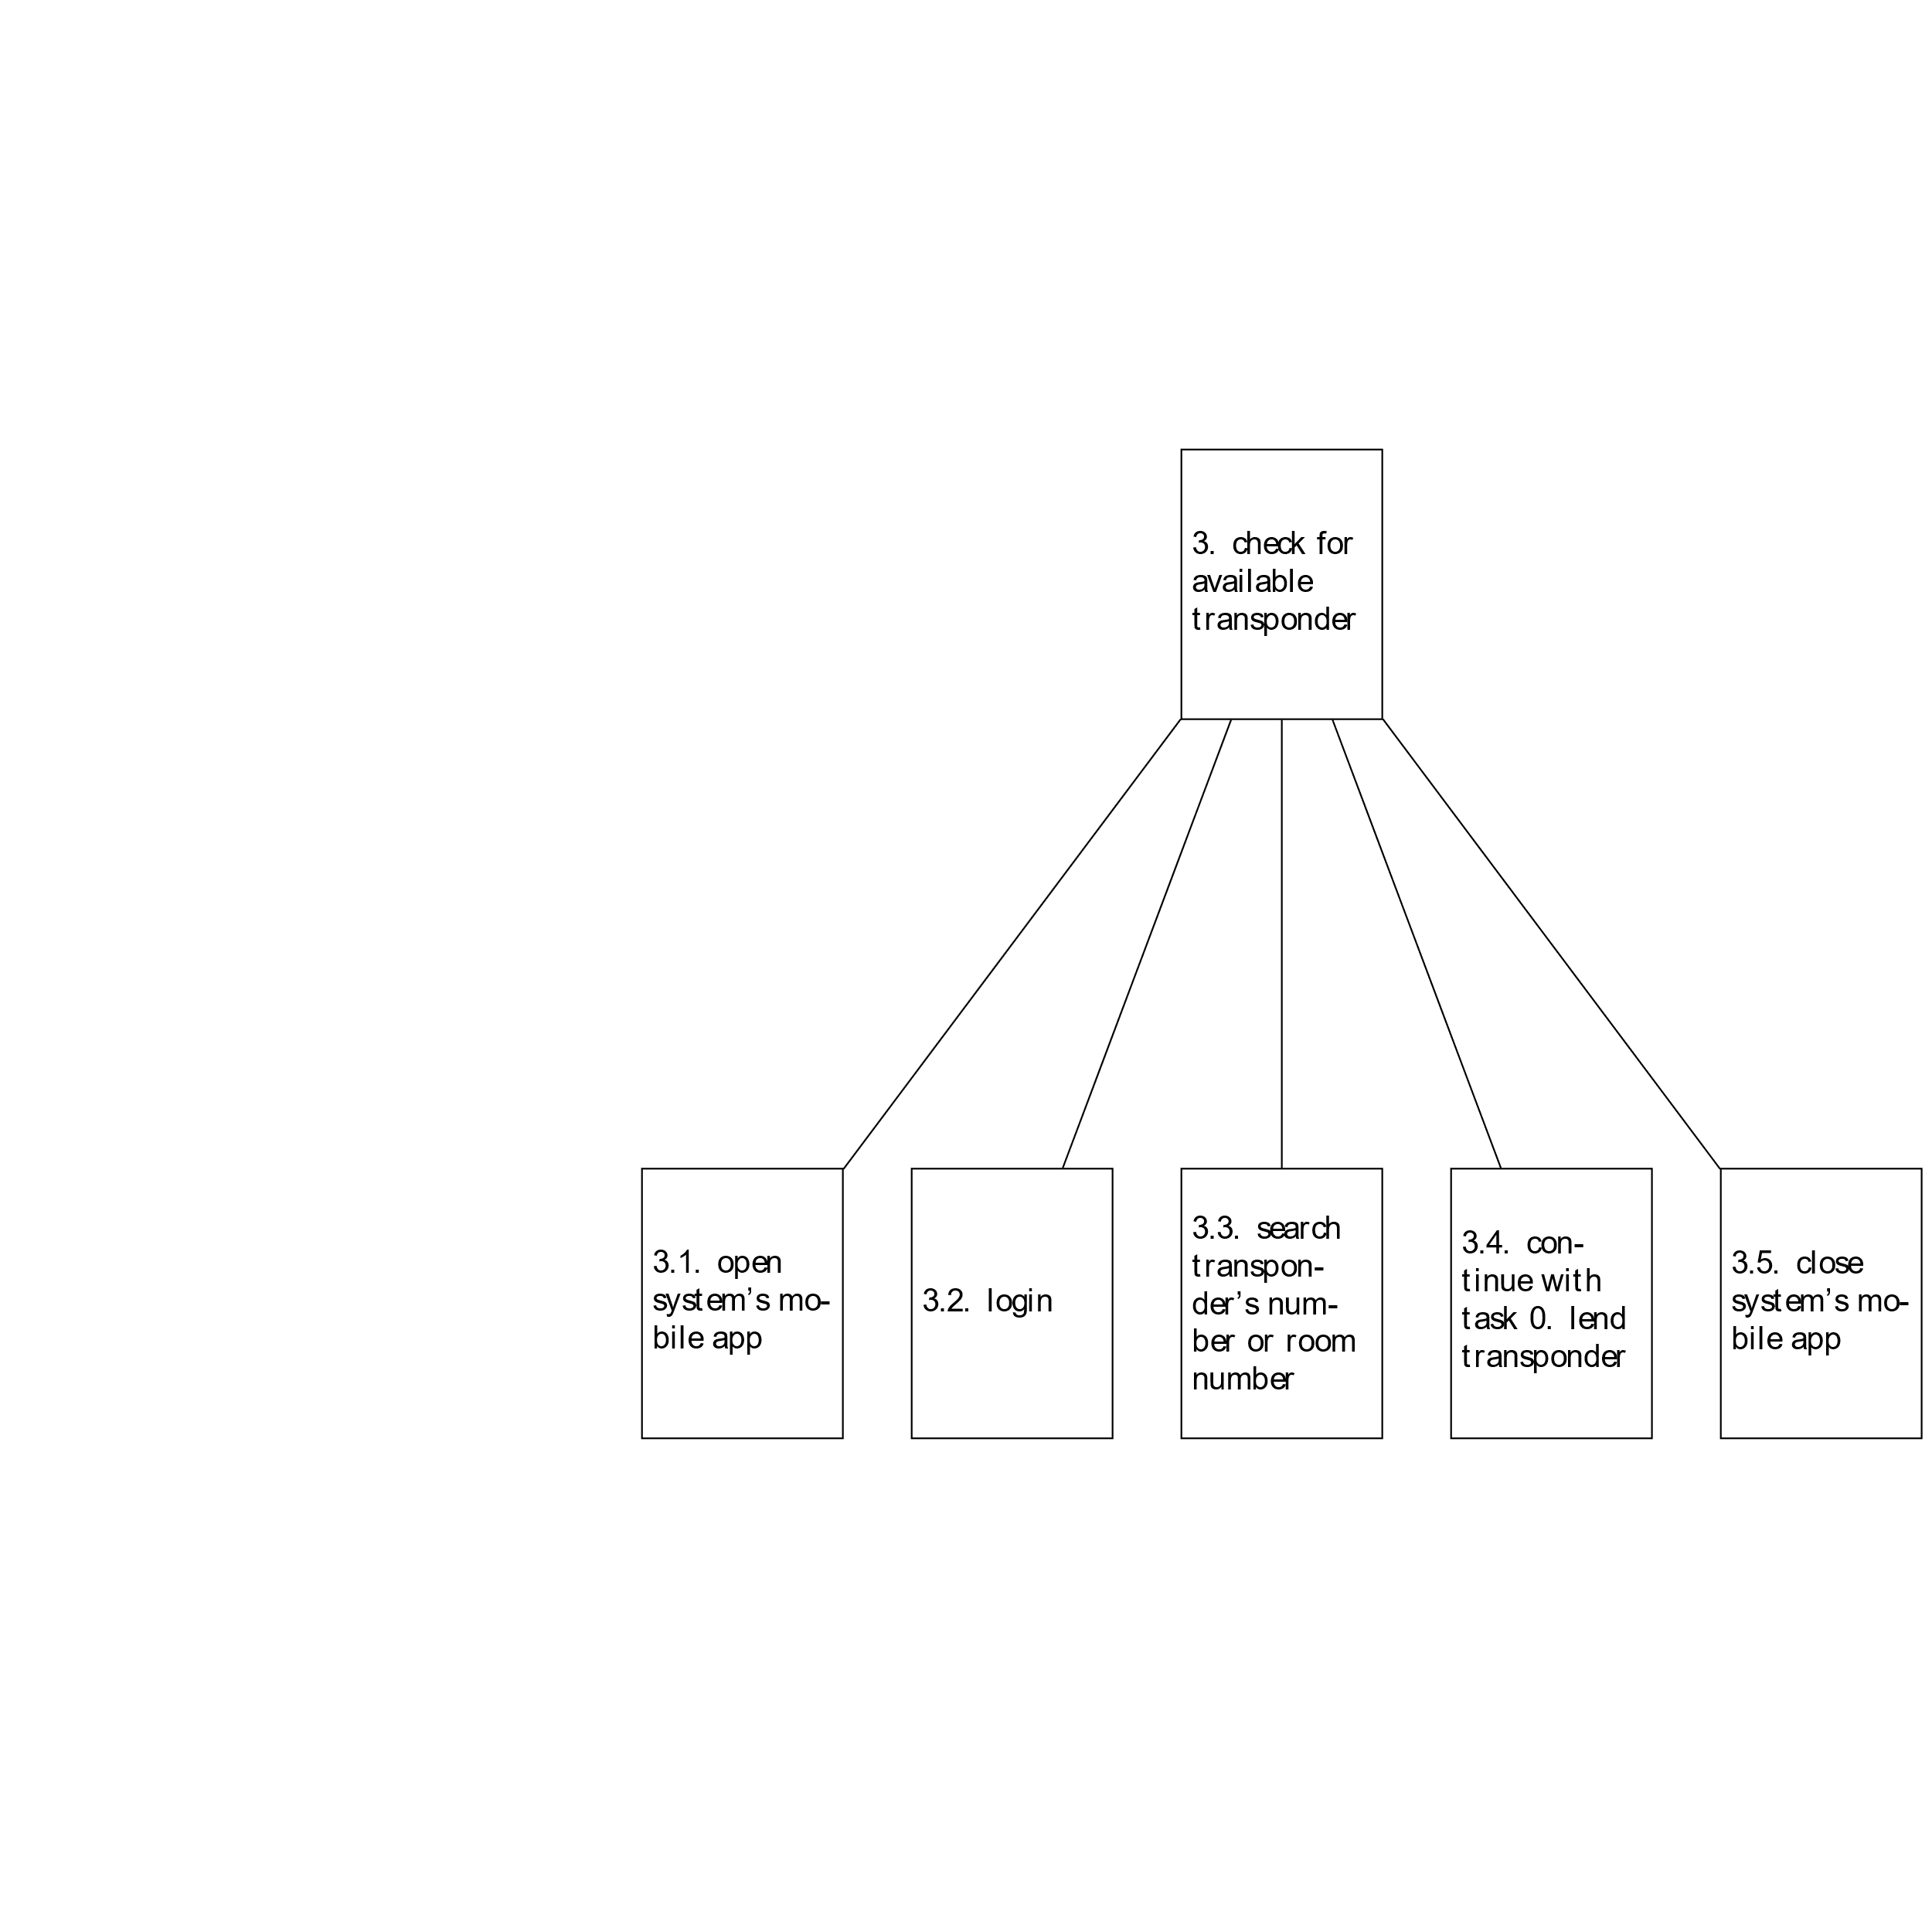 3. check for
available
transponder
3.1. open
system’s mo-
bile app
3.2. login
3.3. search
transpon-
der’s num-
ber or room
number
3.4. con-
tinue with
task 0. lend
transponder
3.5. close
system’s mo-
bile app